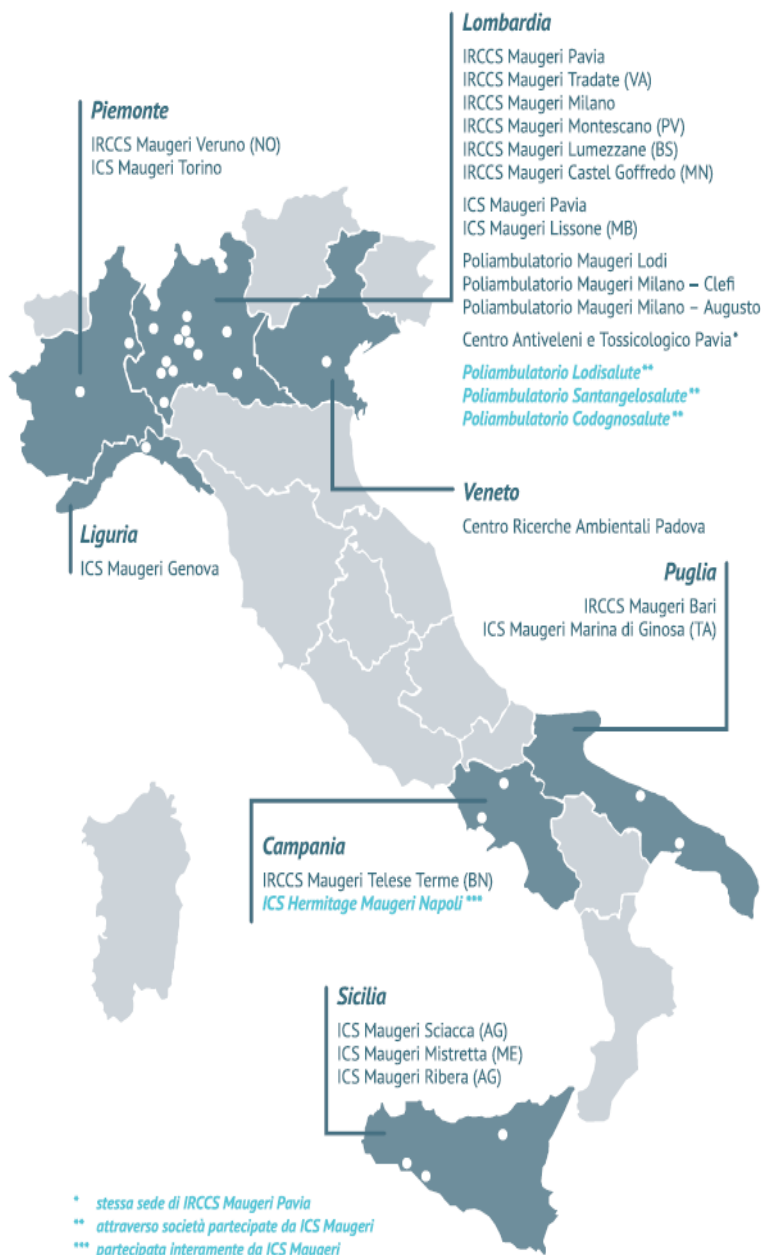 Lombardia
IRCCS Maugeri Pavia
IRCCS Maugeri Tradate (VA)
IRCCS Maugeri Milano
IRCCS Maugeri Montescano (PV)
IRCCS Maugeri Lumezzane (BS)
IRCCS Maugeri Castel Goffredo (MN)
ICS Maugeri Pavia
ICS Maugeri Lissone (MB)
Poliambulatorio Maugeri Lodi
Poliambulatorio Maugeri Milano – Clefi
Poliambulatorio Maugeri Milano – Augusto
Centro Antiveleni e Tossicologico Pavia*
Poliambulatorio Lodisalute**
Poliambulatorio Santangelosalute**
Poliambulatorio Codognosalute**
Piemonte
IRCCS Maugeri Veruno (NO)
ICS Maugeri Torino
Liguria
ICS Maugeri Genova
Veneto
Centro Ricerche Ambientali Padova
Puglia
IRCCS Maugeri Bari
ICS Maugeri Marina di Ginosa (TA)
Campania
IRCCS Maugeri Telese Terme (BN)
ICS Hermitage Maugeri Napoli ***
Sicilia
ICS Maugeri Sciacca (AG)
ICS Maugeri Mistretta (ME)
ICS Maugeri Ribera (AG)
* stessa sede di IRCCS Maugeri Pavia
** attraverso società partecipate da ICS Maugeri
*** partecipata interamente da ICS Maugeri